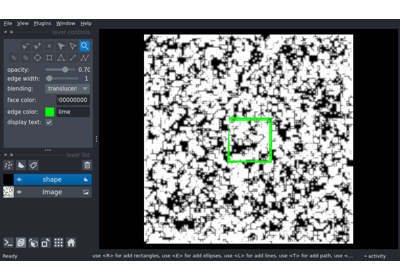 File View Plugins Window Help
layer controls
opacity: 0.70
edge width: 1
blending: translucen
face color: 00000000
edge color: lime
display text:
layer list
shape
Image
Ready
use <R> for add rectangles, use <E> for add ellipses, use <L> for add lines, use <T> for add path, use <...
activity